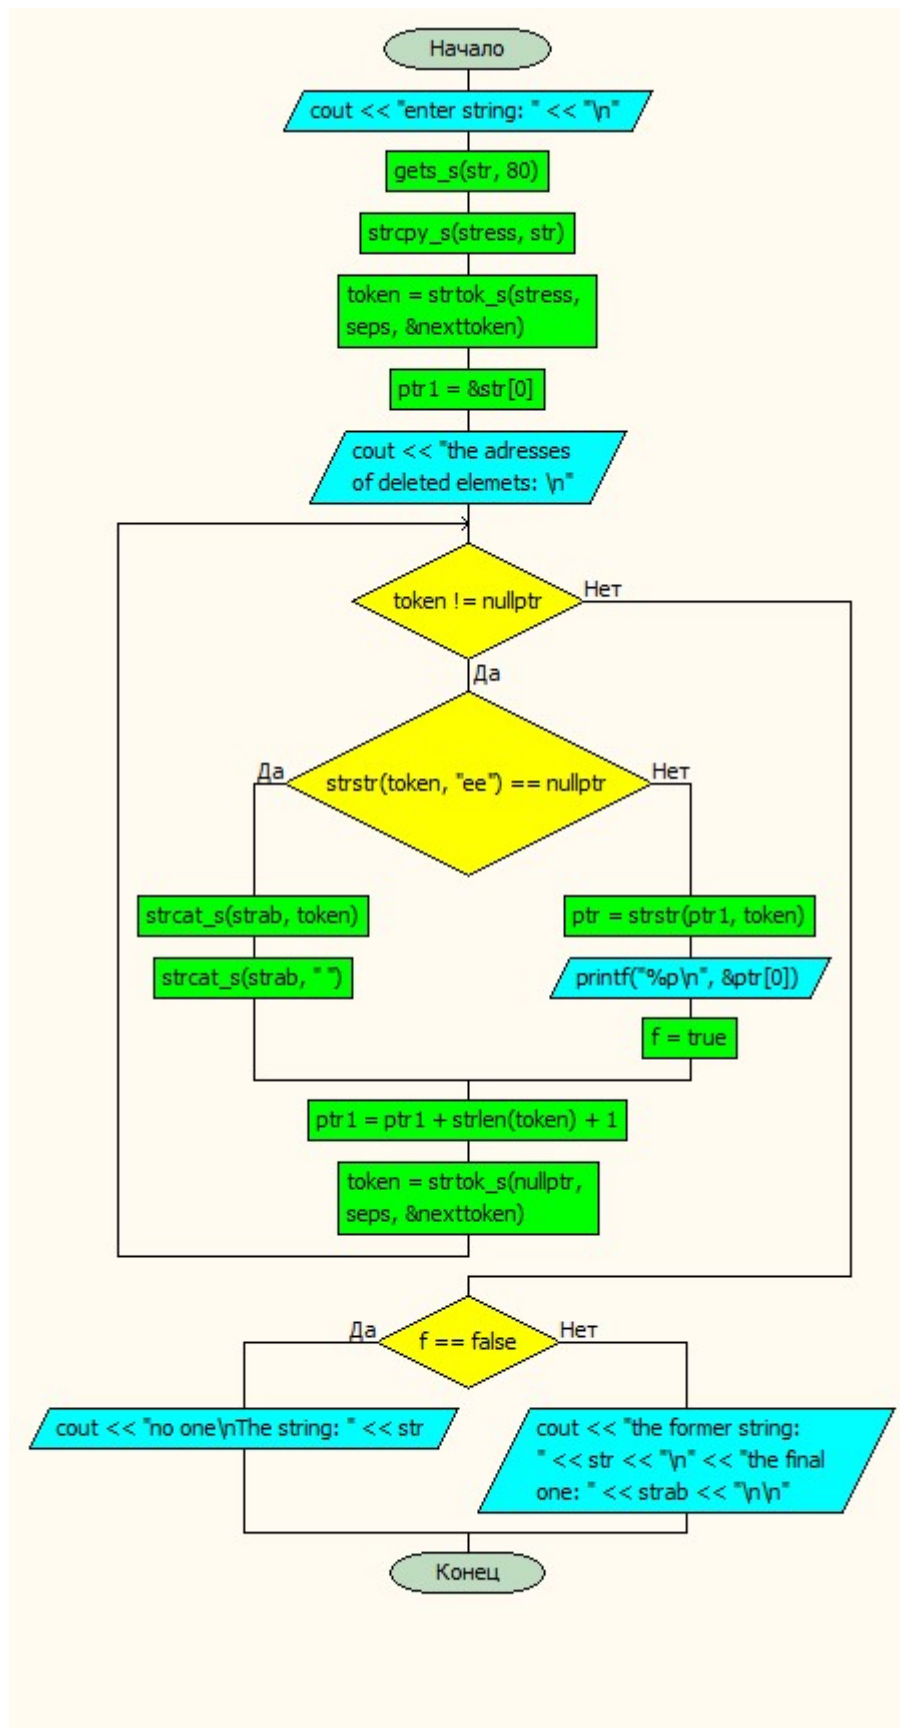 Начало
cout << "enter string: " << "\n"
gets_s(str, 80)
strcpy_s(stress, str)
token = strtok_s(stress,
seps, &nexttoken)
ptr1 = &str[0]
cout << "the adresses
of deleted elemets: \n"
token != nullptr
Нет
Да
strstr(token, "ee") == nullptr
Да
Нет
strcat_s(strab, token)
strcat_s(strab, " ")
ptr = strstr(ptr1, token)
printf("%p\n", &ptr[0])
f = true
ptr1 = ptr1 + strlen(token) + 1
token = strtok_s(nullptr,
seps, &nexttoken)
f == false
Да
Нет
cout << "no one\nThe string: " << str
cout << "the former string:
" << str << "\n" << "the final
one: " << strab << "\n\n"
Конец